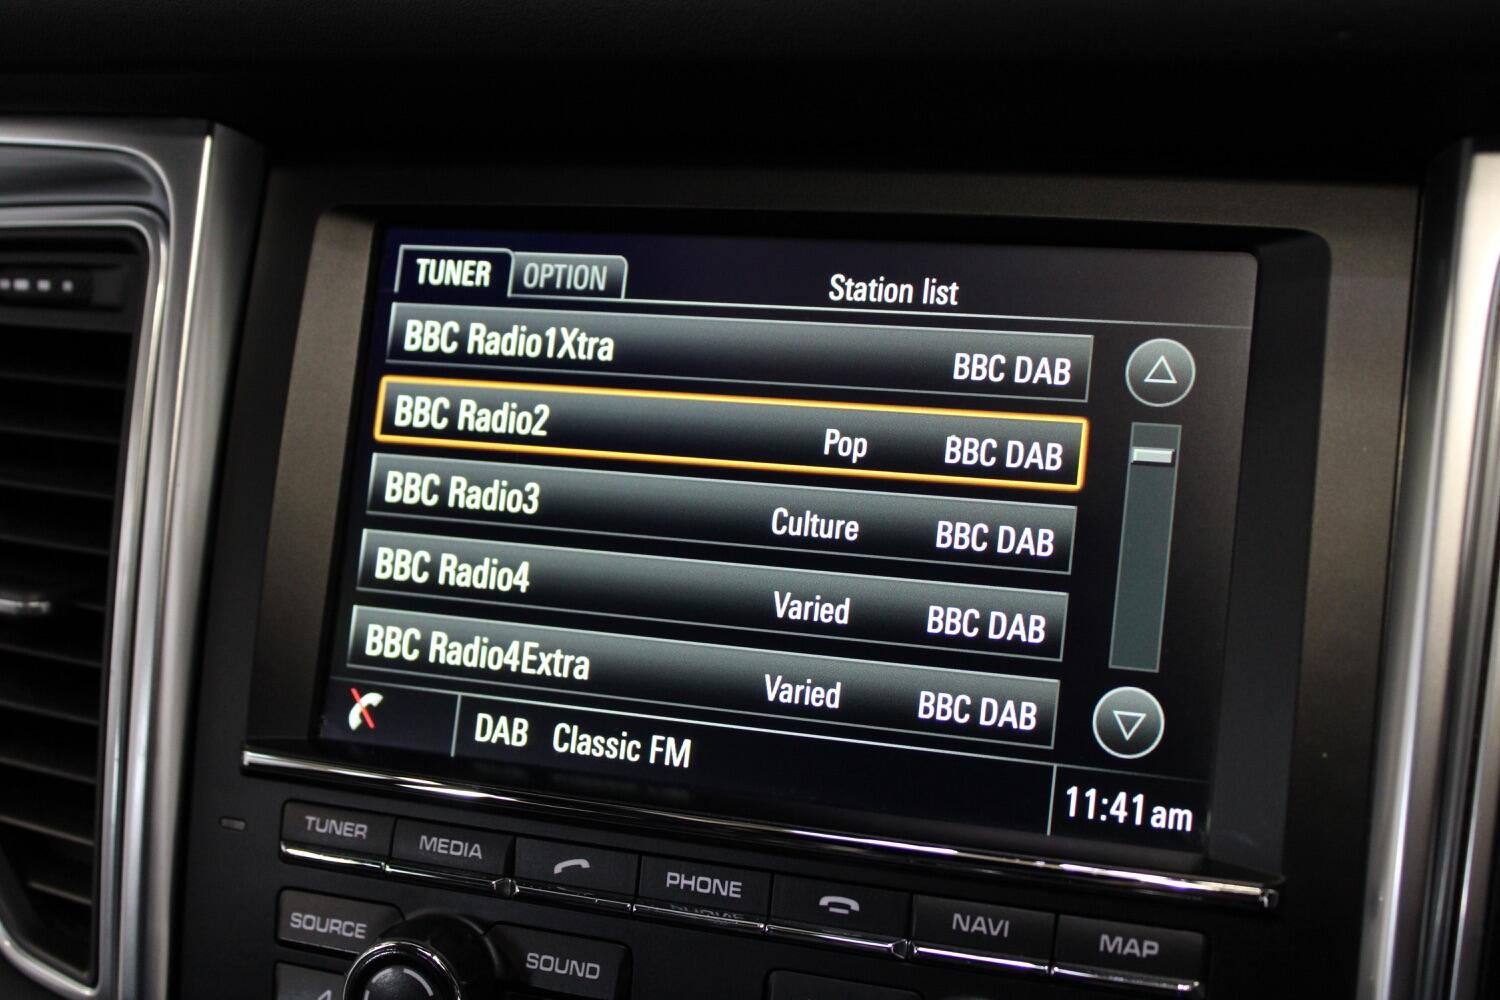 TUNER OPTION Station list
BBC Radio1Xtra BBC DAB
BBC Radio2 Pop BBC DAB
BBC Radio3 Culture BBC DAB
BBC Radio4 Varied BBC DAB
BBC Radio4Extra Varied BBC DAB
DAB Classic FM
11:41am
TUNER MEDIA PHONE NAVI MAP
SOURCE SOUND